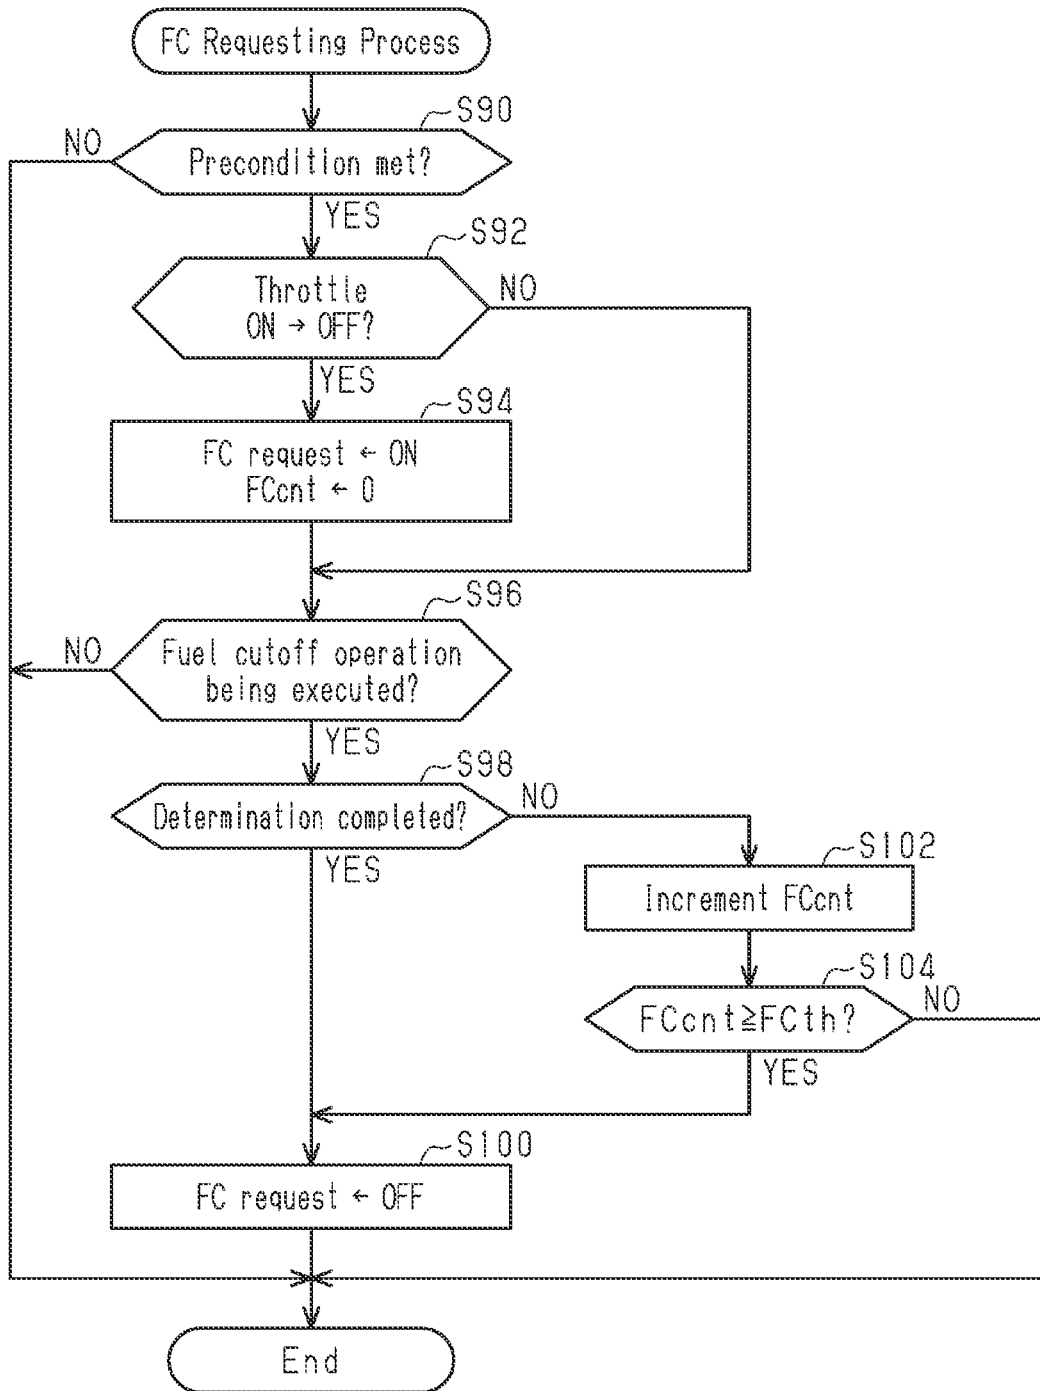 FC Requesting Process
S90
NO
Precondition met?
YES
S92
Throttle
ON → OFF?
NO
YES
S94
FC request ← ON
FCcnt ← 0
S96
NO
Fuel cutoff operation
being executed?
YES
S98
Determination completed?
NO
YES
S102
Increment FCcnt
S104
FCcnt≧FCth?
NO
YES
S100
FC request ← OFF
End